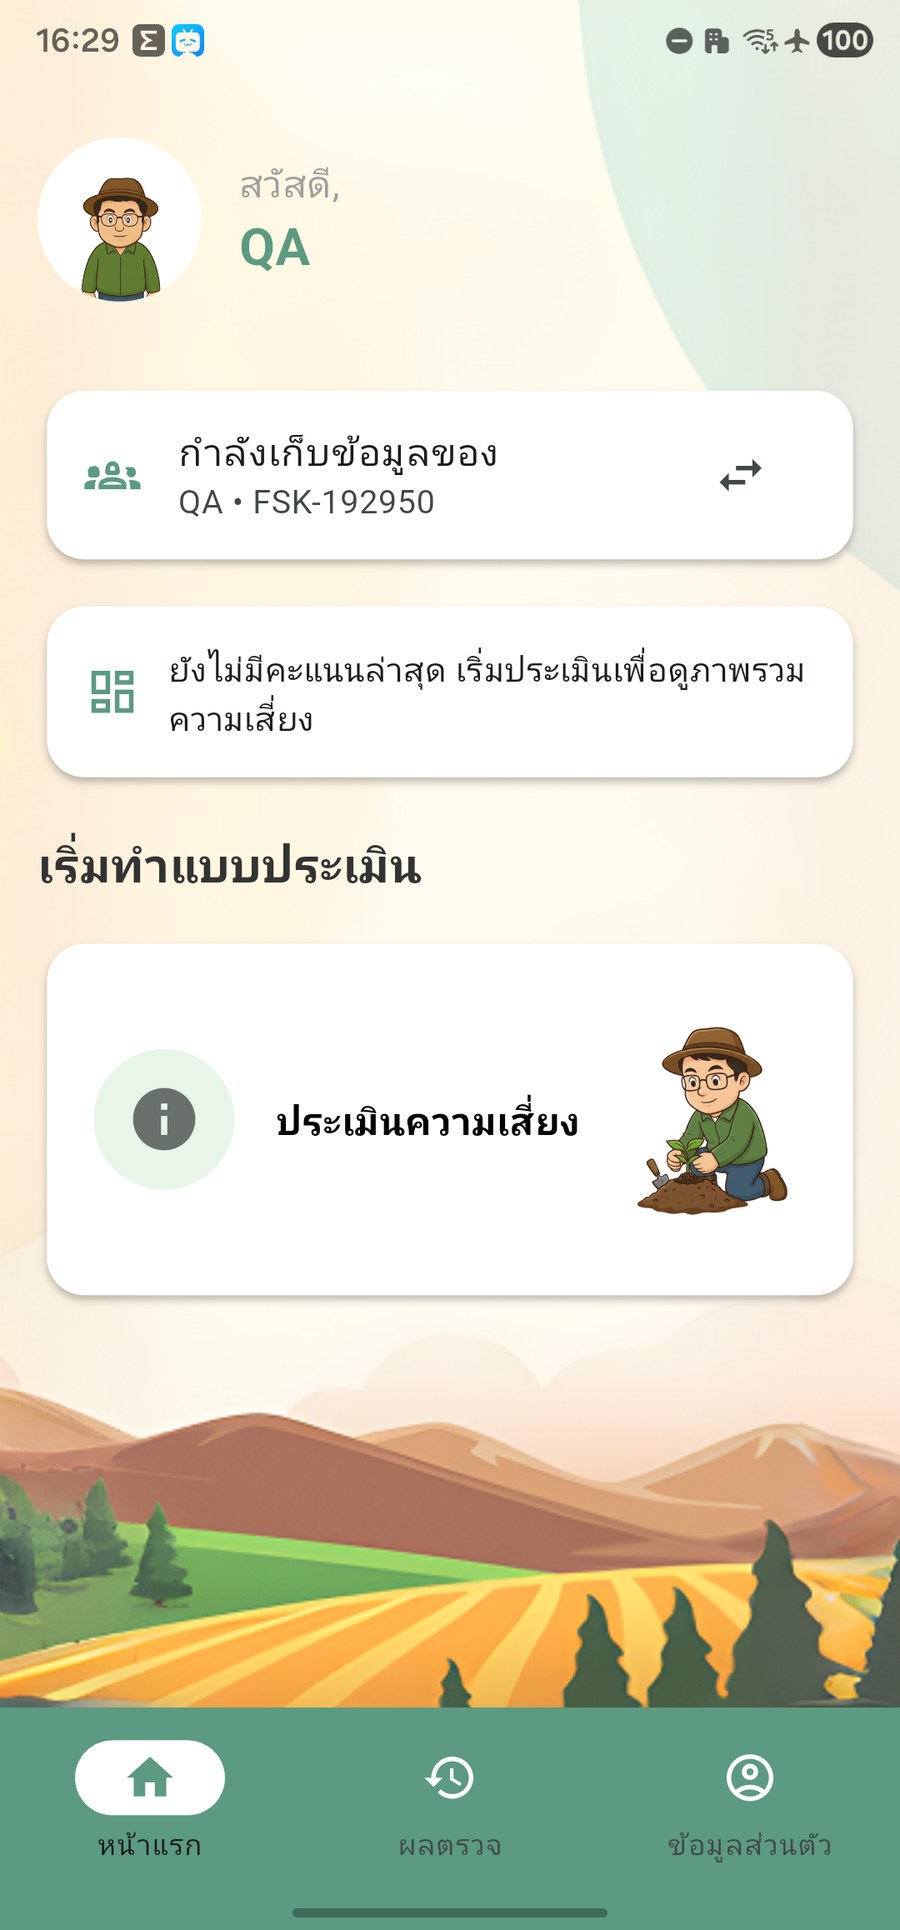 16:29
5
100
สวัสดี,
QA
กำลังเก็บข้อมูลของ
QA • FSK-192950
ยังไม่มีคะแนนล่าสุด เริ่มประเมินเพื่อดูภาพรวม
ความเสี่ยง
เริ่มทำแบบประเมิน
ประเมินความเสี่ยง
หน้าแรก
ผลตรวจ
ข้อมูลส่วนตัว